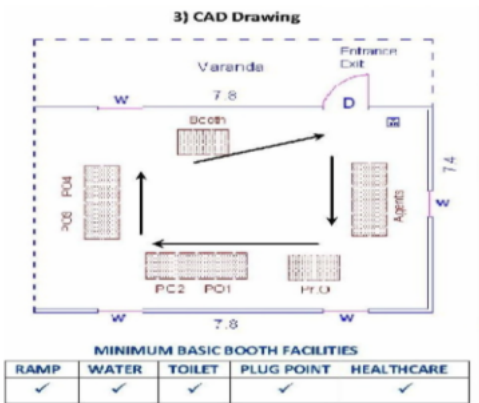 3) CAD Drawing
Entrance
Exit
Varanda
W
7.8
D
Booth
PO4
PO3
Agents
7.4
W
PO2 PO1
Pr.O
W
7.8
W
MINIMUM BASIC BOOTH FACILITIES
RAMP WATER TOILET PLUG POINT HEALTHCARE
✓ ✓ ✓ ✓ ✓